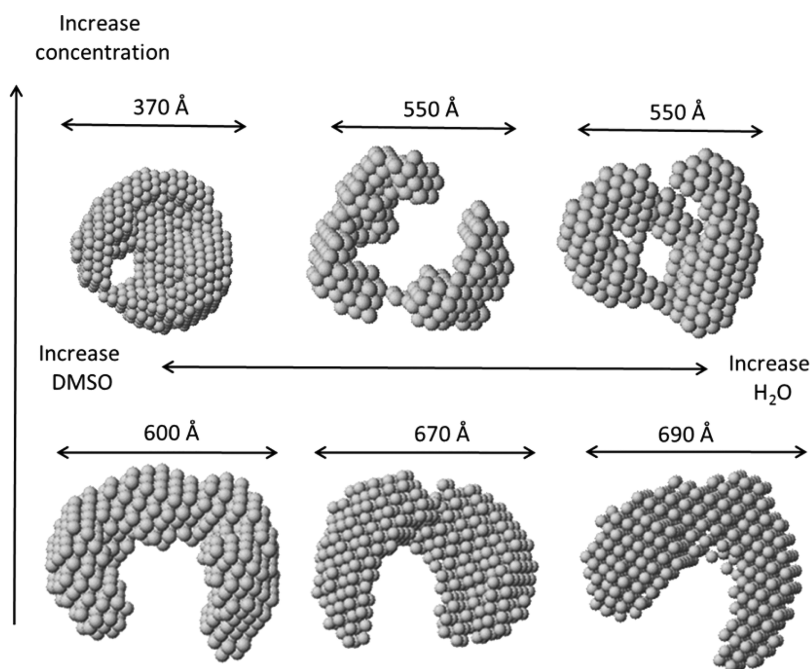 Increase
concentration
370 Å
550 Å
550 Å
Increase
DMSO
Increase
H₂O
600 Å
670 Å
690 Å